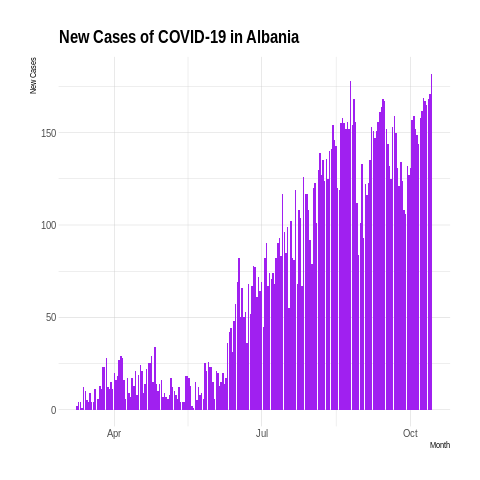 New Cases of COVID-19 in Albania
New Cases
150
100
50
0
Apr
Jul
Oct
Month